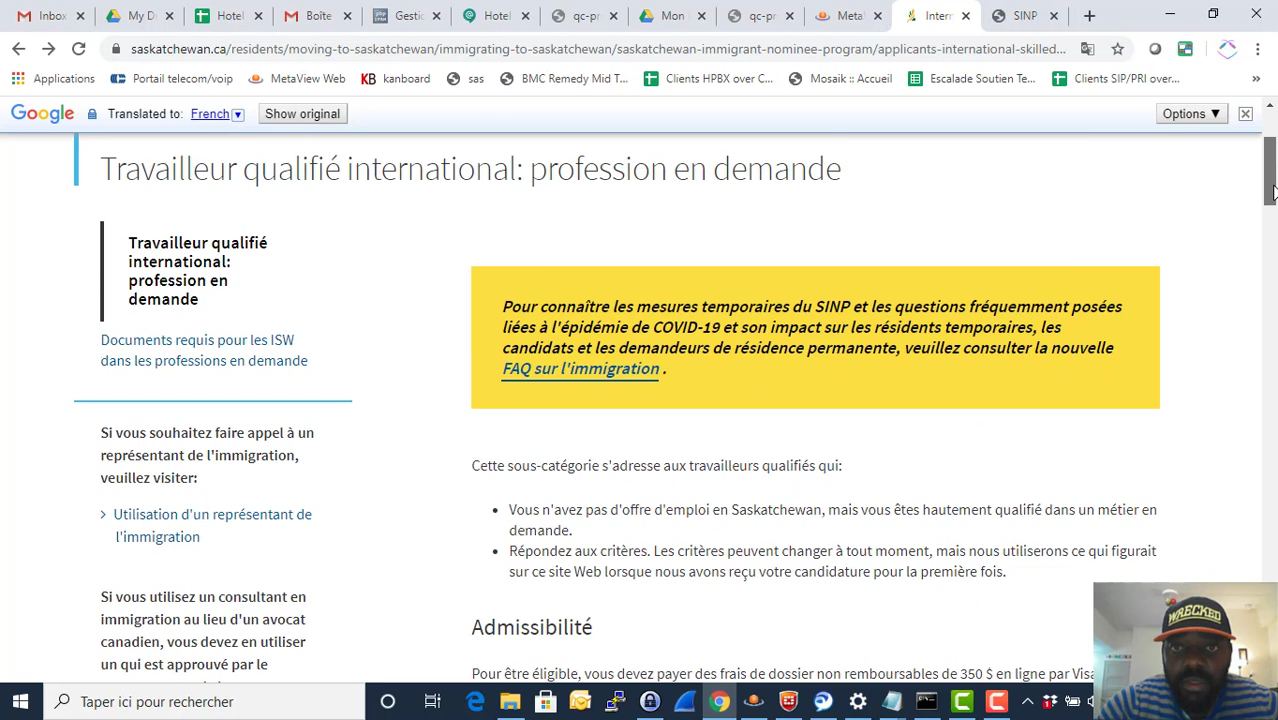 Inbox
My D
Hotel
Boîte
Gestic
Hotel
qc-pr
Mon
qc-pr
Meta
Intern
SINP
saskatchewan.ca/residents/moving-to-saskatchewan/immigrating-to-saskatchewan/saskatchewan-immigrant-nominee-program/applicants-international-skilled...
Applications
Portail telecom/voip
MetaView Web
KB kanboard
sas
BMC Remedy Mid T...
Clients HPBX over C...
Mosaik :: Accueil
Escalade Soutien Te...
Clients SIP/PRI over...
Google Translated to: French Show original Options ▼
Travailleur qualifié international: profession en demande
Travailleur qualifié
international:
profession en
demande
Documents requis pour les ISW
dans les professions en demande
Si vous souhaitez faire appel à un
représentant de l'immigration,
veuillez visiter:
Utilisation d'un représentant de
l'immigration
Si vous utilisez un consultant en
immigration au lieu d'un avocat
canadien, vous devez en utiliser
un qui est approuvé par le
Pour connaître les mesures temporaires du SINP et les questions fréquemment posées
liées à l'épidémie de COVID-19 et son impact sur les résidents temporaires, les
candidats et les demandeurs de résidence permanente, veuillez consulter la nouvelle
FAQ sur l'immigration .
Cette sous-catégorie s'adresse aux travailleurs qualifiés qui:
Vous n'avez pas d'offre d'emploi en Saskatchewan, mais vous êtes hautement qualifié dans un métier en
demande.
Répondez aux critères. Les critères peuvent changer à tout moment, mais nous utiliserons ce qui figurait
sur ce site Web lorsque nous avons reçu votre candidature pour la première fois.
Admissibilité
Pour être éligible, vous devez payer des frais de dossier non remboursables de 350 $ en ligne par Visa
WRECKED
Taper ici pour rechercher